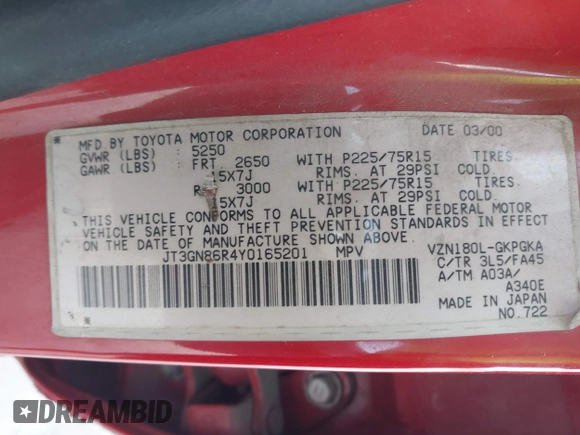 MFD. BY TOYOTA MOTOR CORPORATION DATE 03/00
GVWR (LBS) : 5250
GAWR (LBS) : FRT. 2650 WITH P225/75R15 TIRES.
15X7J RIMS. AT 29PSI COLD.
3000 WITH P225/75R15 TIRES.
15X7J RIMS. AT 29PSI COLD.
THIS VEHICLE CONFORMS TO ALL APPLICABLE FEDERAL MOTOR
VEHICLE SAFETY AND THEFT PREVENTION STANDARDS IN EFFECT
ON THE DATE OF MANUFACTURE SHOWN ABOVE.
JT3GN86R4Y0165201 MPV VZN180L-GKPGKA
C/TR 3L5/FA45
A/TM A03A/
A340E
MADE IN JAPAN
NO.722
DREAMBID